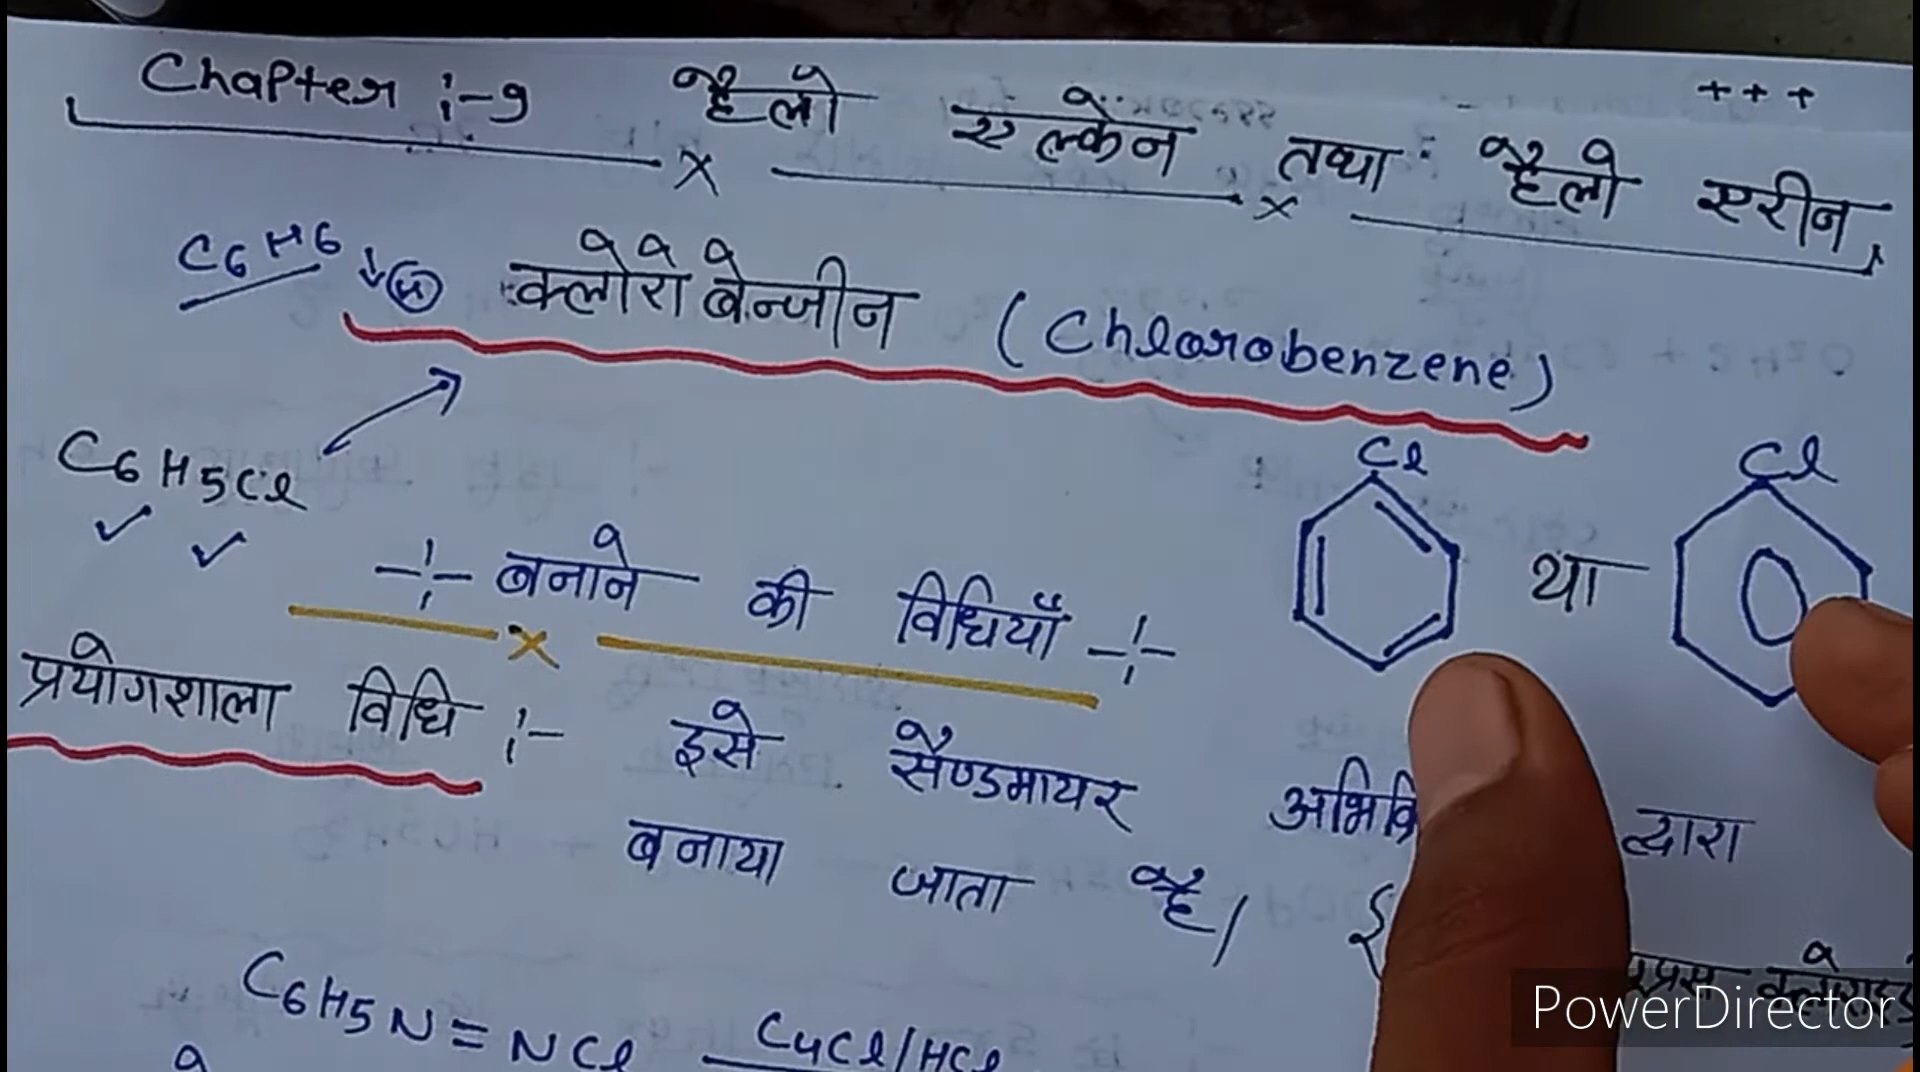 Chapter :- 9 हैलो एल्केन तथा हैलो एरीन
+ + +
C6H6
क्लोरो बेन्जीन (Chlorobenzene)
C6H5Cl
Cl
या
Cl
बनाने की विधियाँ
प्रयोगशाला विधि :- इसे सैण्डमायर द्वारा
बनाया जाता है।
C6H5N=NCl CuCl/HCl
PowerDirector